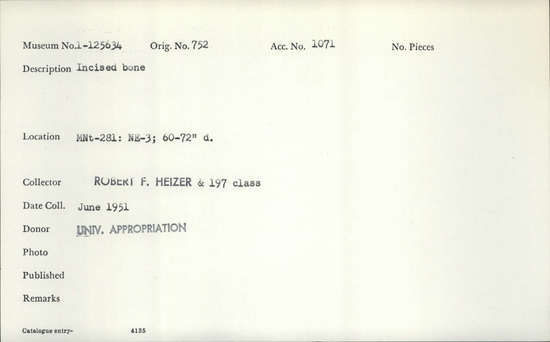 Museum No.1-125634 Orig. No. 752 Acc. No. 1071 No. Pieces
Description Incised bone
Location MNt-281: NE-3; 60-72" d.
Collector ROBERT F. HEIZER & 197 class
Date Coll. June 1951
Donor UNIV. APPROPRIATION
Photo
Published
Remarks
Catalogue entry- 4135